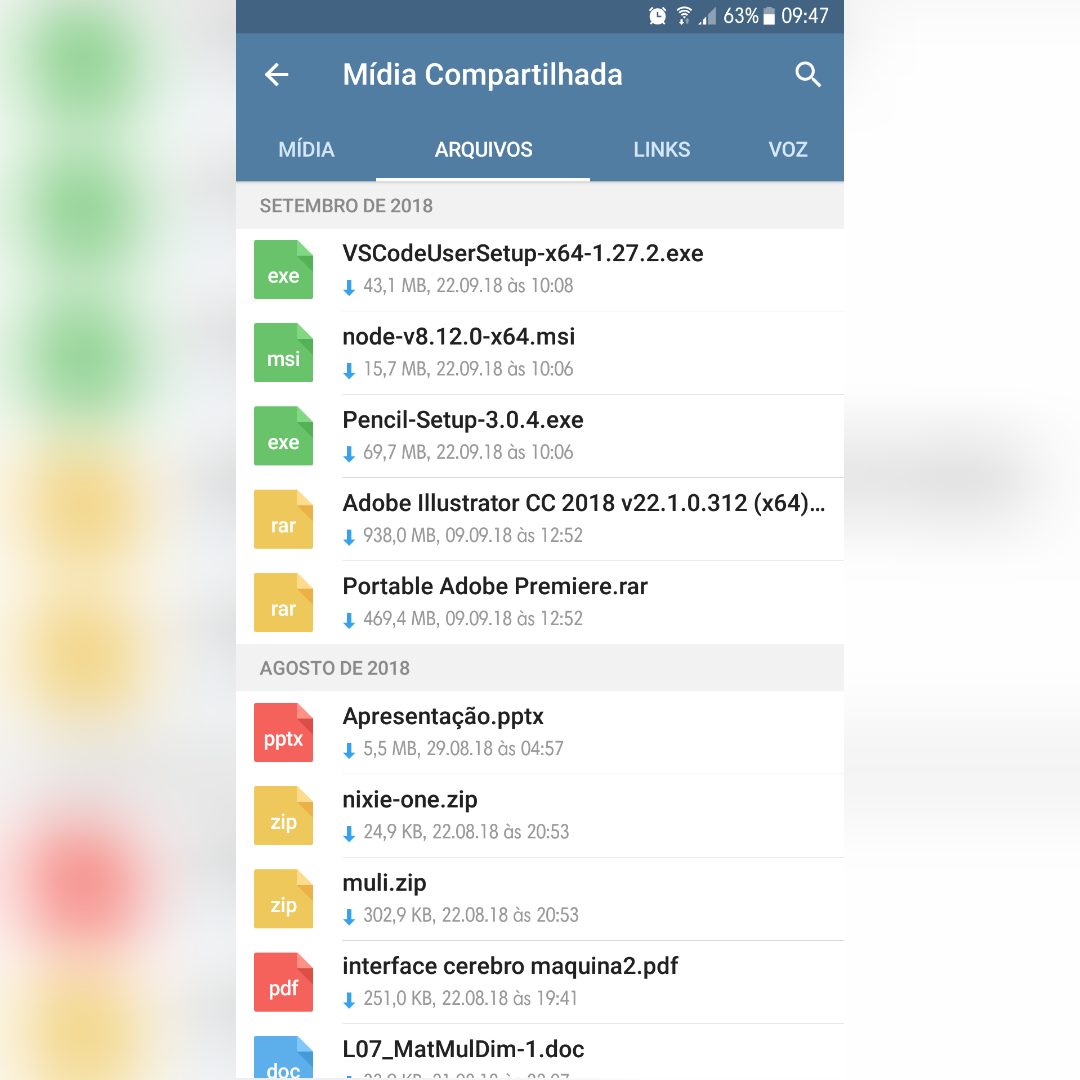 63% 09:47
Mídia Compartilhada
MÍDIA ARQUIVOS LINKS VOZ
SETEMBRO DE 2018
exe VSCodeUserSetup-x64-1.27.2.exe
43,1 MB, 22.09.18 às 10:08
msi node-v8.12.0-x64.msi
15,7 MB, 22.09.18 às 10:06
exe Pencil-Setup-3.0.4.exe
69,7 MB, 22.09.18 às 10:06
rar Adobe Illustrator CC 2018 v22.1.0.312 (x64)...
938,0 MB, 09.09.18 às 12:52
rar Portable Adobe Premiere.rar
469,4 MB, 09.09.18 às 12:52
AGOSTO DE 2018
pptx Apresentação.pptx
5,5 MB, 29.08.18 às 04:57
zip nixie-one.zip
24,9 KB, 22.08.18 às 20:53
zip muli.zip
302,9 KB, 22.08.18 às 20:53
pdf interface cerebro maquina2.pdf
251,0 KB, 22.08.18 às 19:41
doc L07_MatMulDim-1.doc